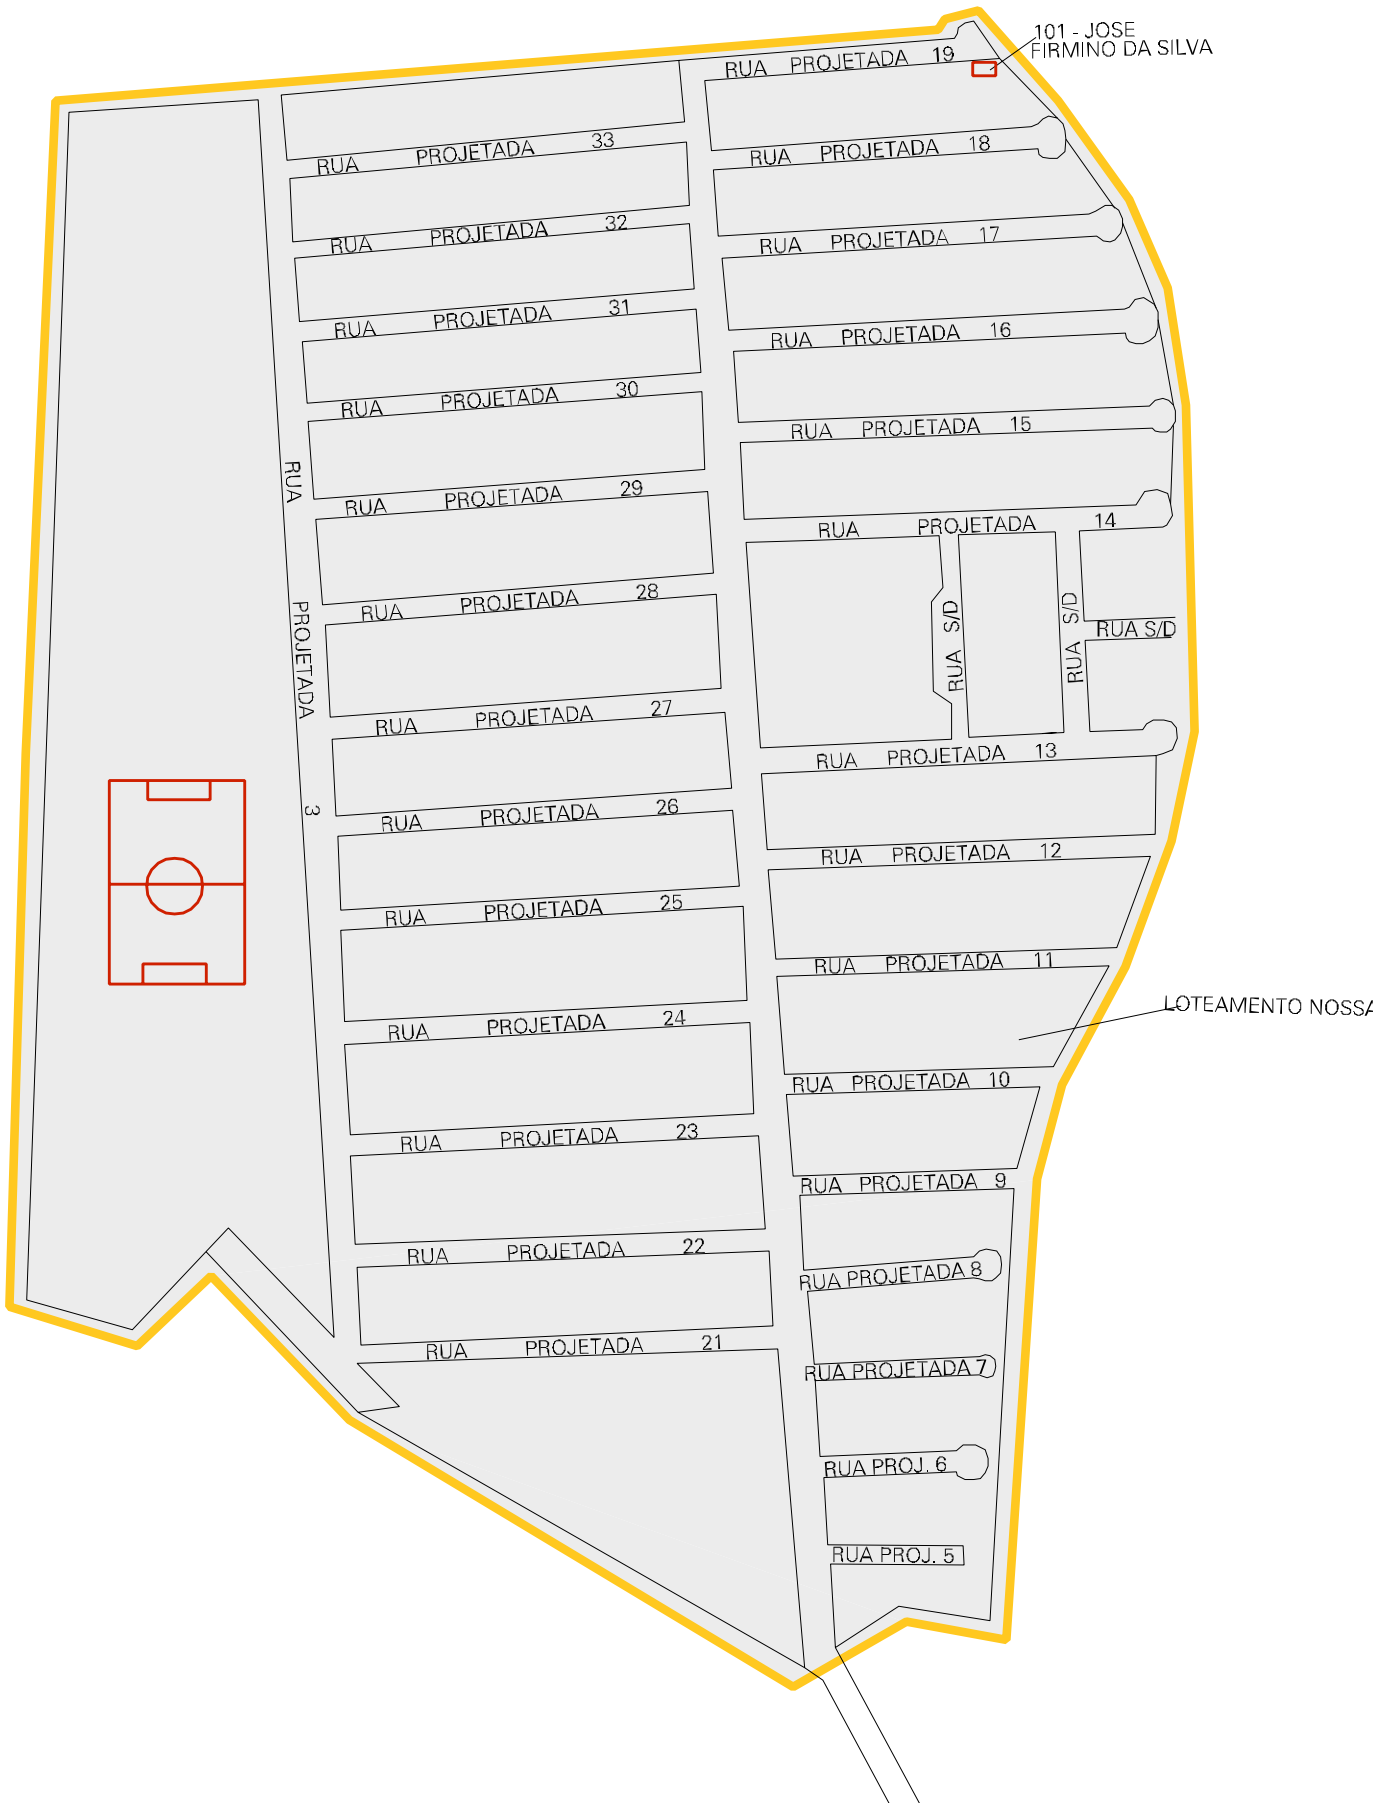 101 - JOSE
FIRMINO DA SILVA
RUA PROJETADA 19
RUA PROJETADA 33
RUA PROJETADA 18
RUA PROJETADA 32
RUA PROJETADA 17
RUA PROJETADA 31
RUA PROJETADA 16
RUA PROJETADA 30
RUA PROJETADA 15
RUA PROJETADA 29
RUA PROJETADA 14
RUA PROJETADA 3
RUA PROJETADA 28
RUA S/D
RUA S/D
RUA S/D
RUA PROJETADA 27
RUA PROJETADA 13
RUA PROJETADA 26
RUA PROJETADA 12
RUA PROJETADA 25
RUA PROJETADA 11
LOTEAMENTO NOSSA
RUA PROJETADA 24
RUA PROJETADA 10
RUA PROJETADA 23
RUA PROJETADA 9
RUA PROJETADA 22
RUA PROJETADA 8
RUA PROJETADA 21
RUA PROJETADA 7
RUA PROJ. 6
RUA PROJ. 5